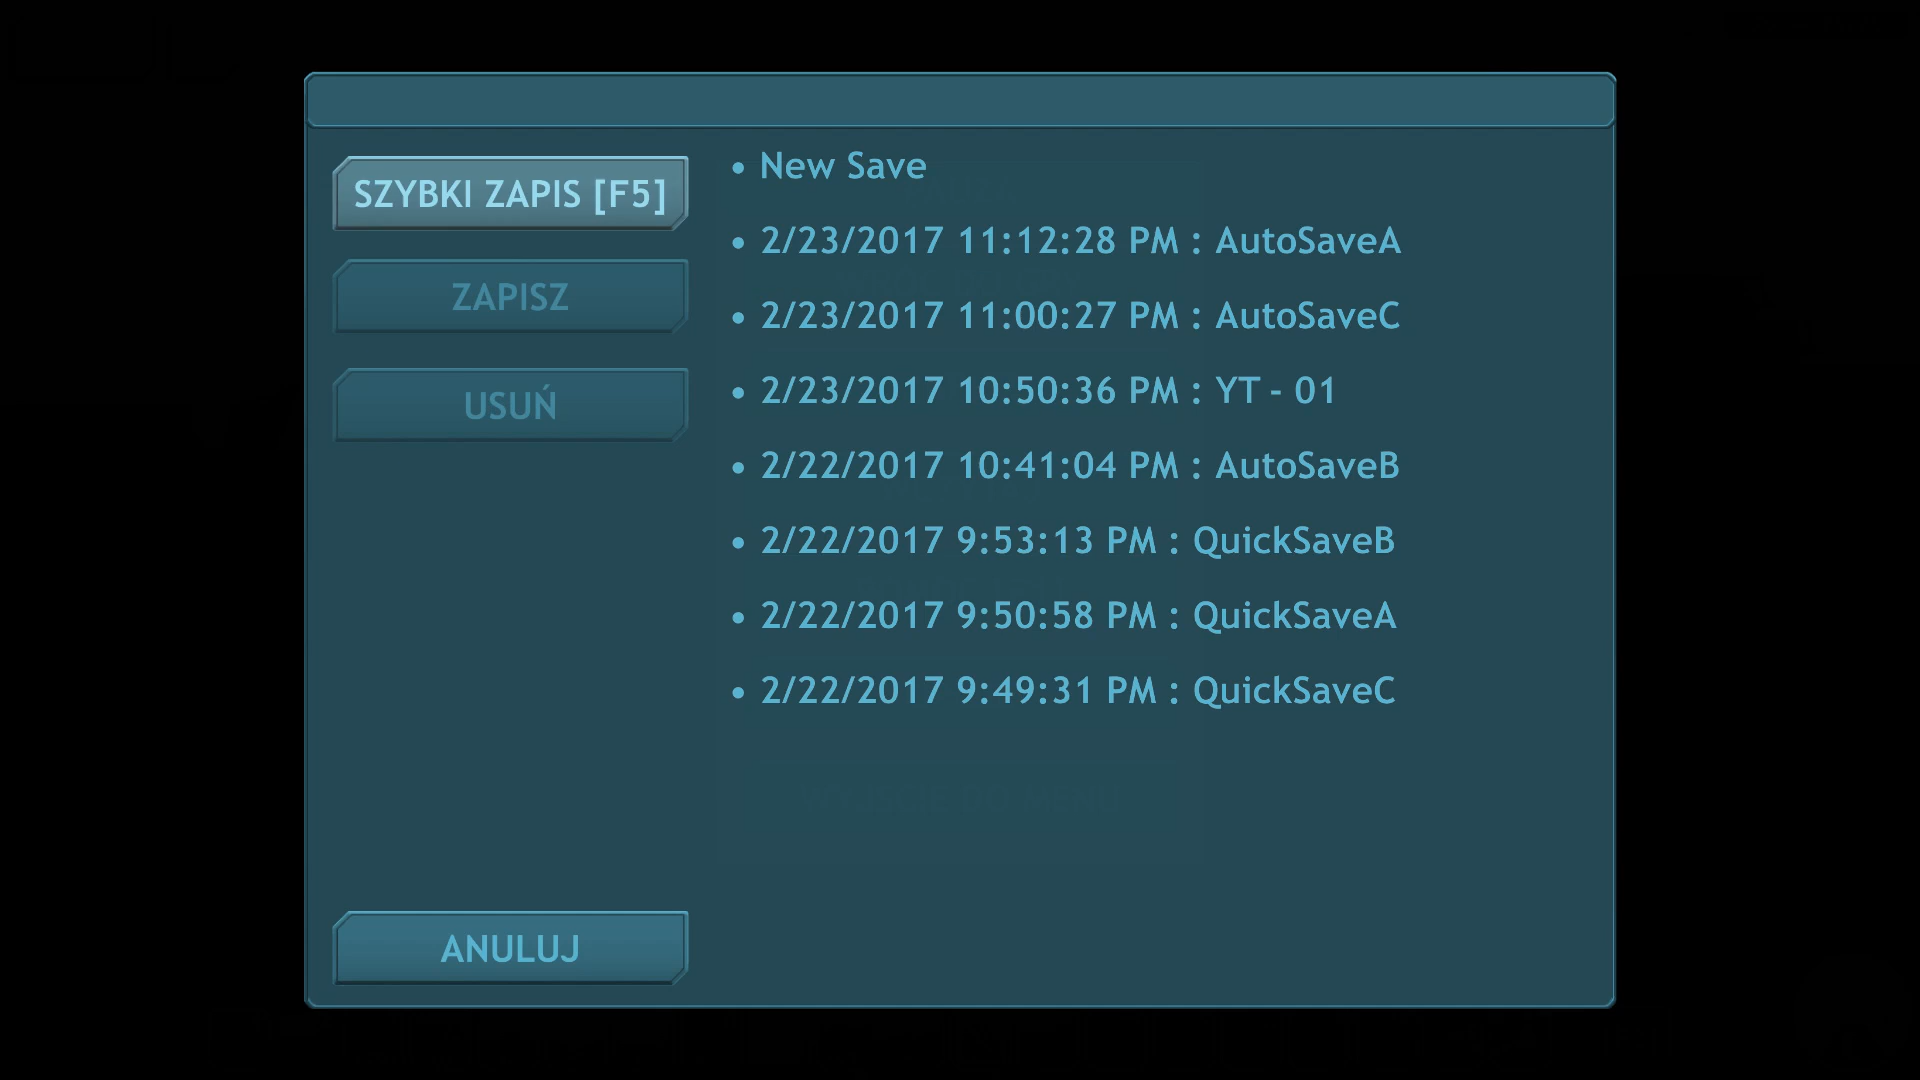 SZYBKI ZAPIS [F5]
ZAPISZ
USUŃ
ANULUJ
• New Save
• 2/23/2017 11:12:28 PM : AutoSaveA
• 2/23/2017 11:00:27 PM : AutoSaveC
• 2/23/2017 10:50:36 PM : YT - 01
• 2/22/2017 10:41:04 PM : AutoSaveB
• 2/22/2017 9:53:13 PM : QuickSaveB
• 2/22/2017 9:50:58 PM : QuickSaveA
• 2/22/2017 9:49:31 PM : QuickSaveC